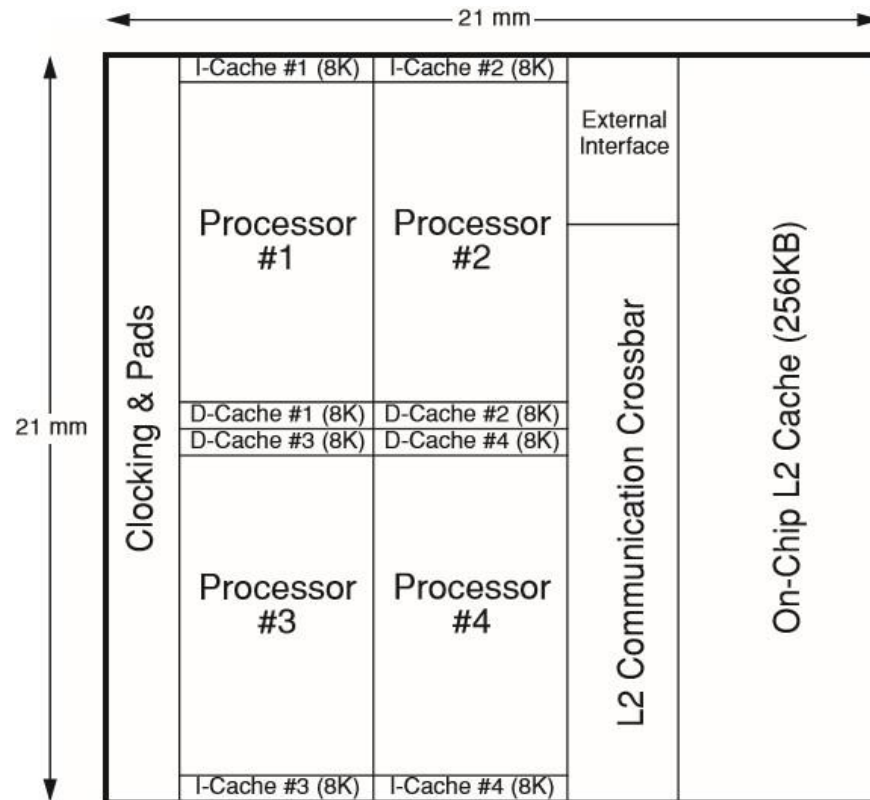 21 mm
I-Cache #1 (8K)
I-Cache #2 (8K)
External
Interface
Processor
#1
Processor
#2
21 mm
Clocking & Pads
D-Cache #1 (8K)
D-Cache #2 (8K)
D-Cache #3 (8K)
D-Cache #4 (8K)
L2 Communication Crossbar
On-Chip L2 Cache (256KB)
Processor
#3
Processor
#4
I-Cache #3 (8K)
I-Cache #4 (8K)